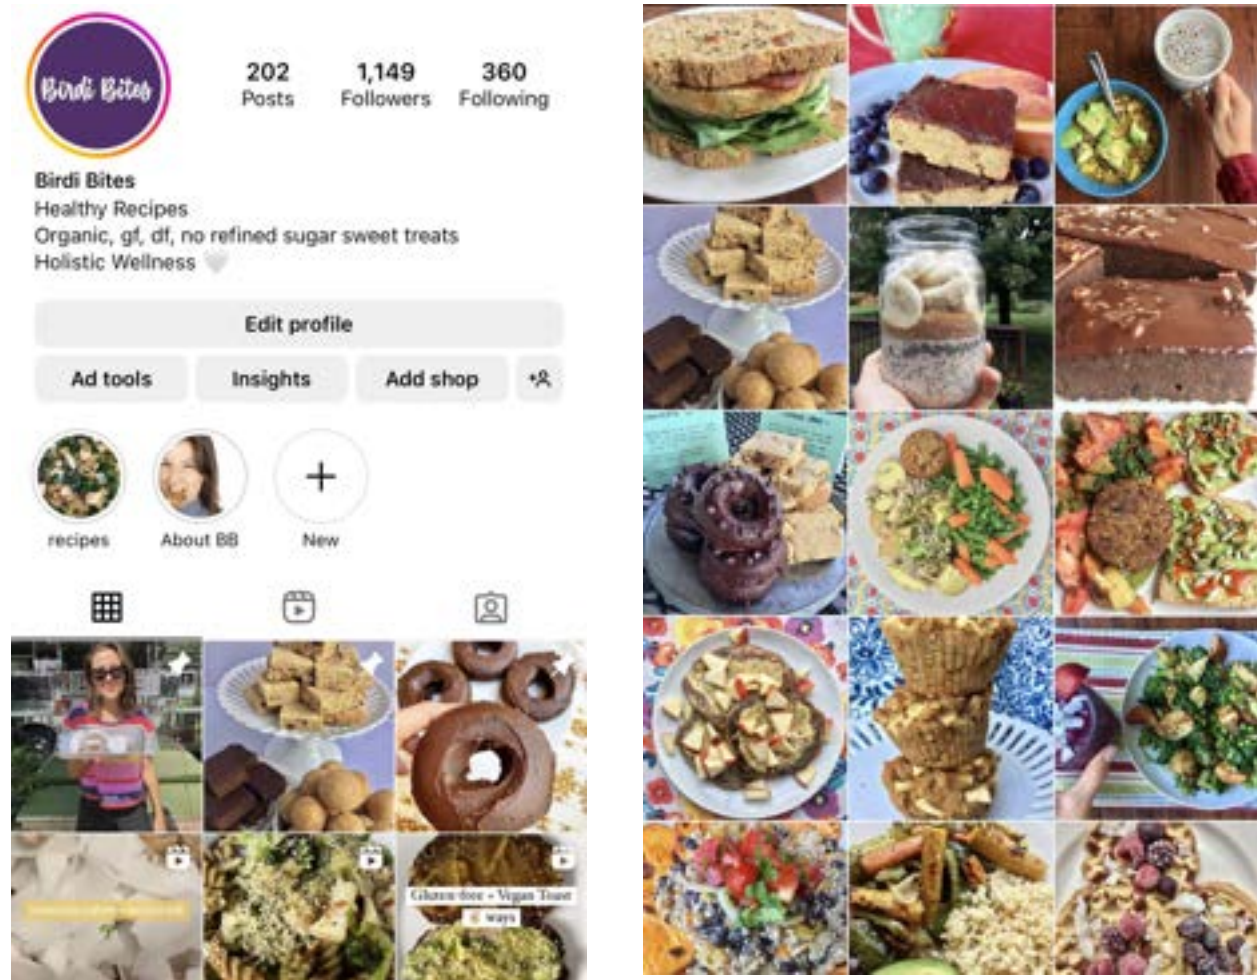 Birdi Bites
202
1,149
360
Posts
Followers
Following
Birdi Bites
Healthy Recipes
Organic, gf, df, no refined sugar sweet treats
Holistic Wellness 🤍
Edit profile
Ad tools
Insights
Add shop
recipes
About BB
New
Gluten-free + Vegan Toast
ways